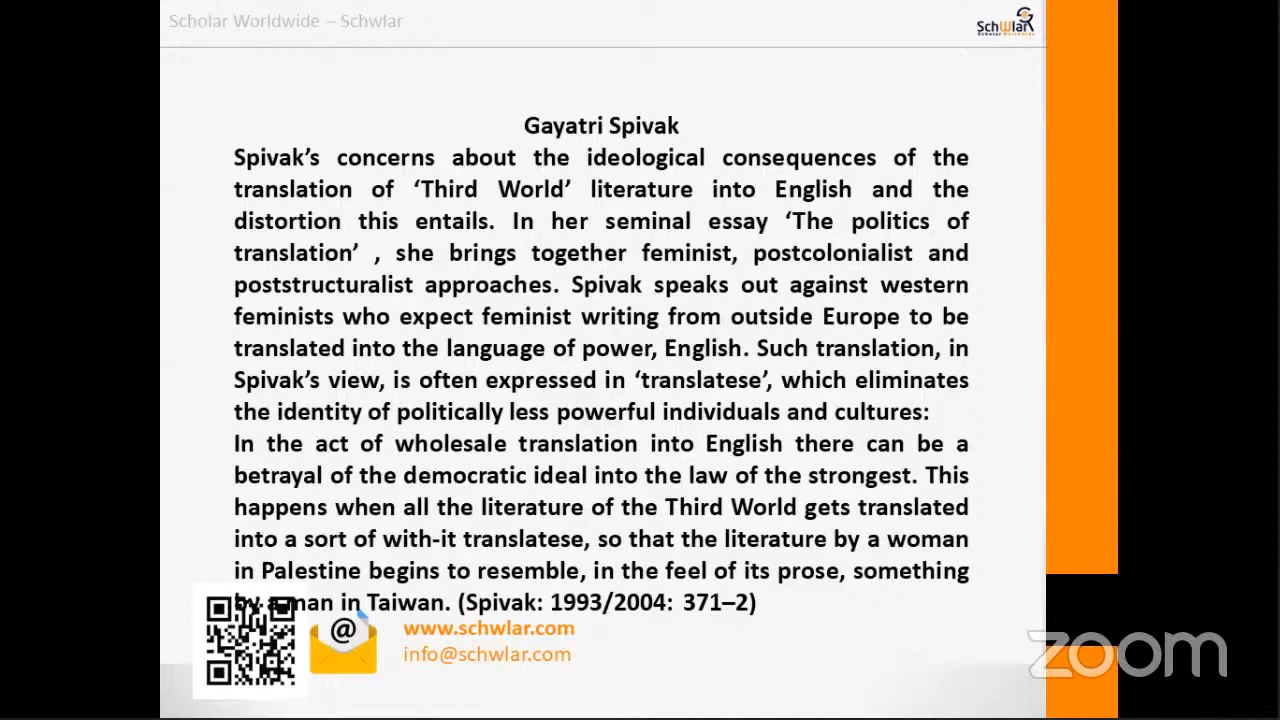 Scholar Worldwide – Schwlar
SchWlar
Scholar Worldwide
Gayatri Spivak
Spivak’s concerns about the ideological consequences of the
translation of ‘Third World’ literature into English and the
distortion this entails. In her seminal essay ‘The politics of
translation’ , she brings together feminist, postcolonialist and
poststructuralist approaches. Spivak speaks out against western
feminists who expect feminist writing from outside Europe to be
translated into the language of power, English. Such translation, in
Spivak’s view, is often expressed in ‘translatese’, which eliminates
the identity of politically less powerful individuals and cultures:
In the act of wholesale translation into English there can be a
betrayal of the democratic ideal into the law of the strongest. This
happens when all the literature of the Third World gets translated
into a sort of with-it translatese, so that the literature by a woman
in Palestine begins to resemble, in the feel of its prose, something
by a man in Taiwan. (Spivak: 1993/2004: 371–2)
@
www.schwlar.com
info@schwlar.com
zoom